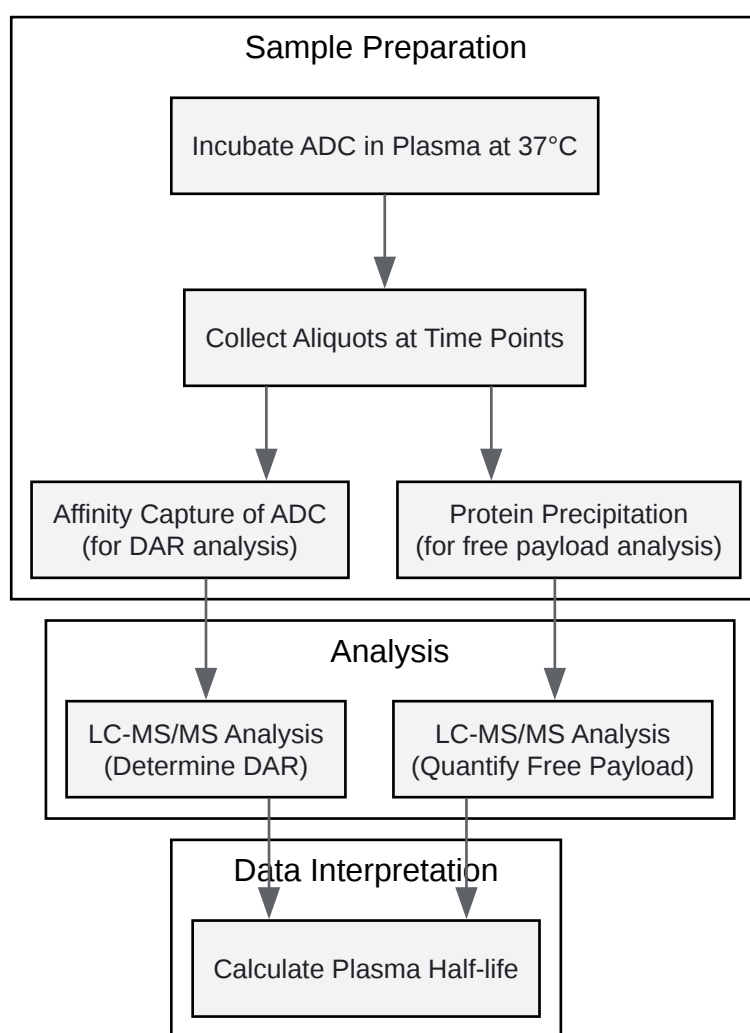 Sample Preparation
Incubate ADC in Plasma at 37°C
Collect Aliquots at Time Points
Affinity Capture of ADC
(for DAR analysis)
Protein Precipitation
(for free payload analysis)
Analysis
LC-MS/MS Analysis
(Determine DAR)
LC-MS/MS Analysis
(Quantify Free Payload)
Data Interpretation
Calculate Plasma Half-life